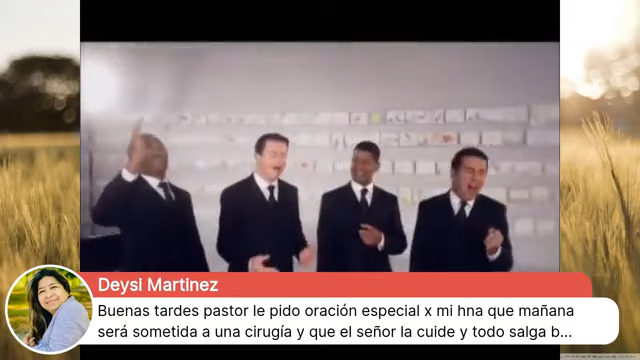 Deysi Martinez
Buenas tardes pastor le pido oración especial x mi hna que mañana
será sometida a una cirugía y que el señor la cuide y todo salga b...